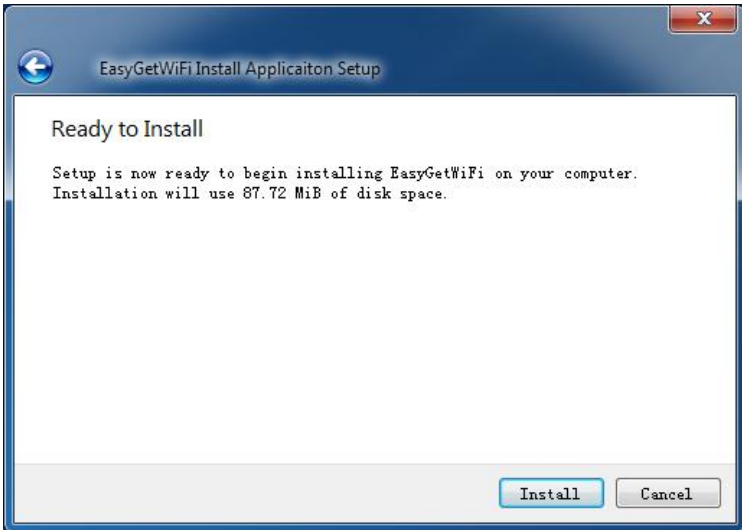 EasyGetWiFi Install Applicaiton Setup
Ready to Install
Setup is now ready to begin installing EasyGetWiFi on your computer.
Installation will use 87.72 MiB of disk space.
Install
Cancel